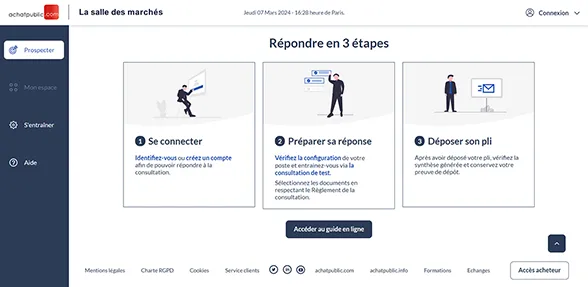 achatpublic.com
La salle des marchés
Jeudi 07 Mars 2024 - 16:28 heure de Paris.
Connexion
Prospecter
Mon espace
S'entraîner
Aide
Répondre en 3 étapes
1 Se connecter
Identifiez-vous ou créez un compte
afin de pouvoir répondre à la
consultation.
2 Préparer sa réponse
Vérifiez la configuration de votre
poste et entrainez-vous via la
consultation de test.
Sélectionnez les documents en
respectant le Règlement de la
consultation.
3 Déposer son pli
Après avoir déposé votre pli, vérifiez la
synthèse générée et conservez votre
preuve de dépôt.
Accéder au guide en ligne
Mentions légales
Charte RGPD
Cookies
Service clients
achatpublic.com
achatpublic.info
Formations
Echanges
Accès acheteur